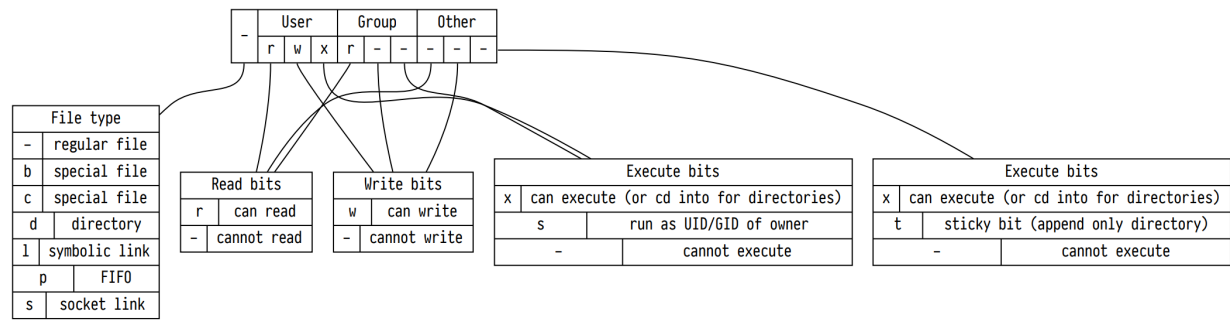 User Group Other
-
r w x r - - - - -
File type
- regular file
b special file
c special file
d directory
l symbolic link
p FIFO
s socket link
Read bits
r can read
- cannot read
Write bits
w can write
- cannot write
Execute bits
x can execute (or cd into for directories)
s run as UID/GID of owner
- cannot execute
Execute bits
x can execute (or cd into for directories)
t sticky bit (append only directory)
- cannot execute